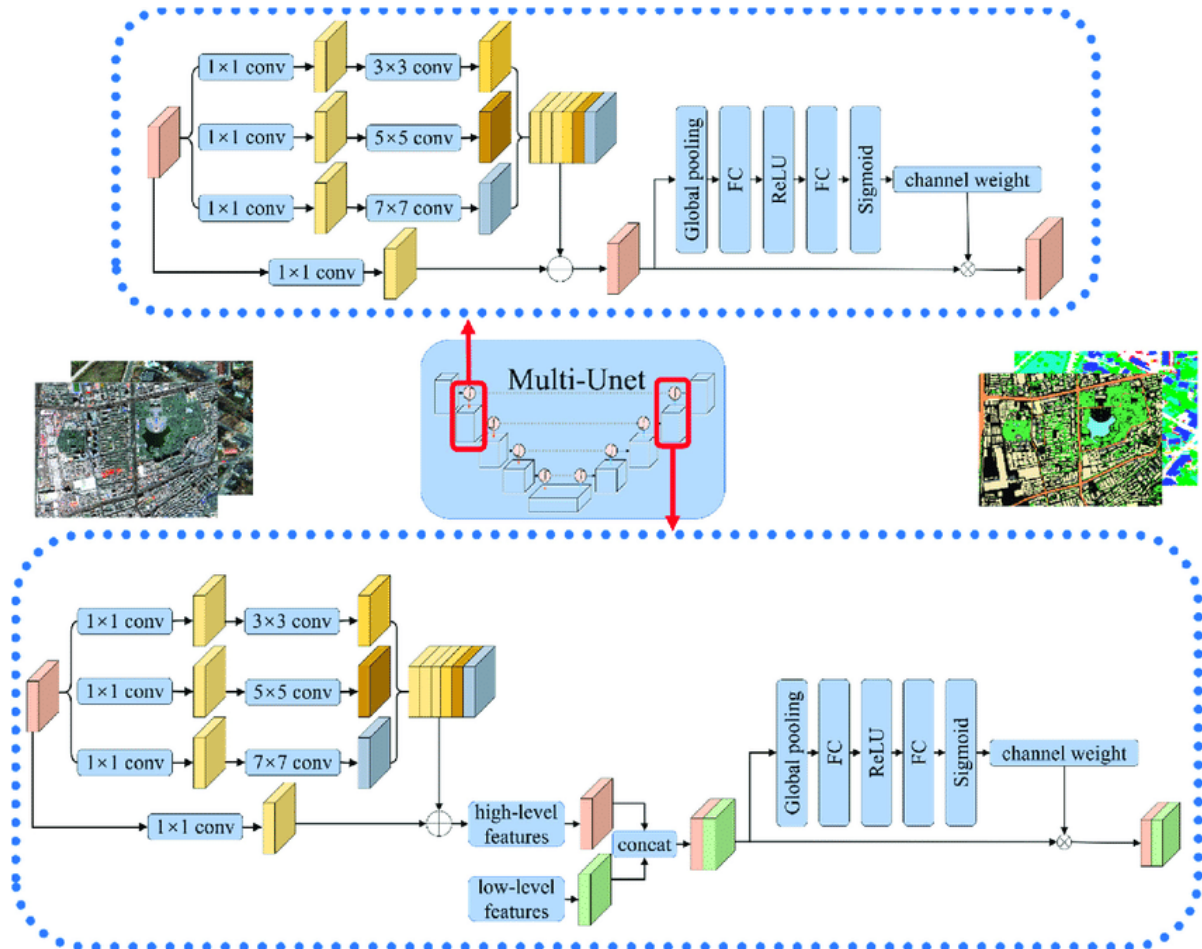 1×1 conv
3×3 conv
1×1 conv
5×5 conv
1×1 conv
7×7 conv
1×1 conv
Global pooling
FC
ReLU
FC
Sigmoid
channel weight
Multi-Unet
1×1 conv
3×3 conv
1×1 conv
5×5 conv
1×1 conv
7×7 conv
1×1 conv
high-level
features
low-level
features
concat
Global pooling
FC
ReLU
FC
Sigmoid
channel weight